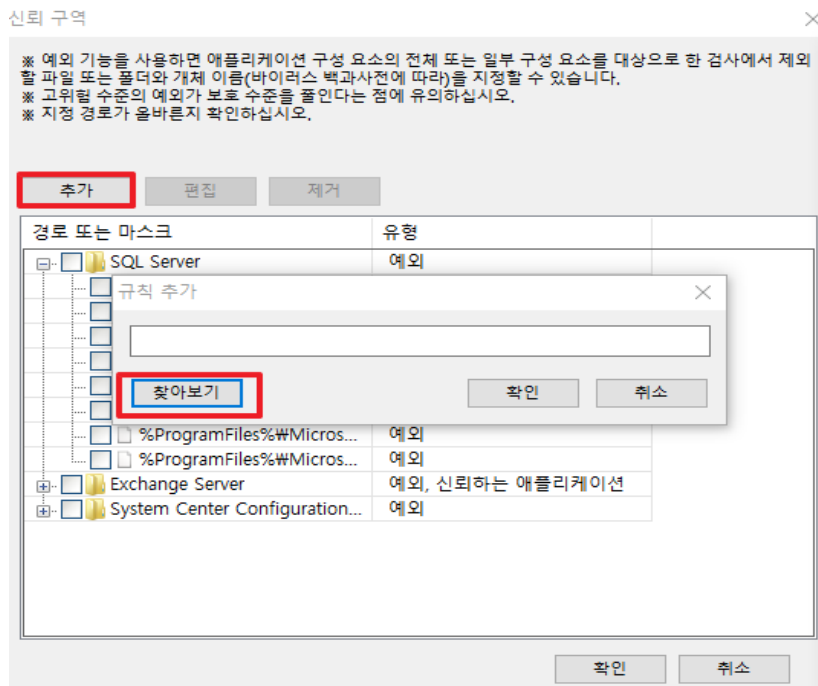 신뢰 구역
※ 예외 기능을 사용하면 애플리케이션 구성 요소의 전체 또는 일부 구성 요소를 대상으로 한 검사에서 제외
할 파일 또는 폴더와 개체 이름(바이러스 백과사전에 따라)을 지정할 수 있습니다.
※ 고위험 수준의 예외가 보호 수준을 풀인다는 점에 유의하십시오.
※ 지정 경로가 올바른지 확인하십시오.
추가 편집 제거
경로 또는 마스크 유형
SQL Server 예외
규칙 추가
찾아보기 확인 취소
%ProgramFiles%₩Micros... 예외
%ProgramFiles%₩Micros... 예외
Exchange Server 예외, 신뢰하는 애플리케이션
System Center Configuration... 예외
확인 취소